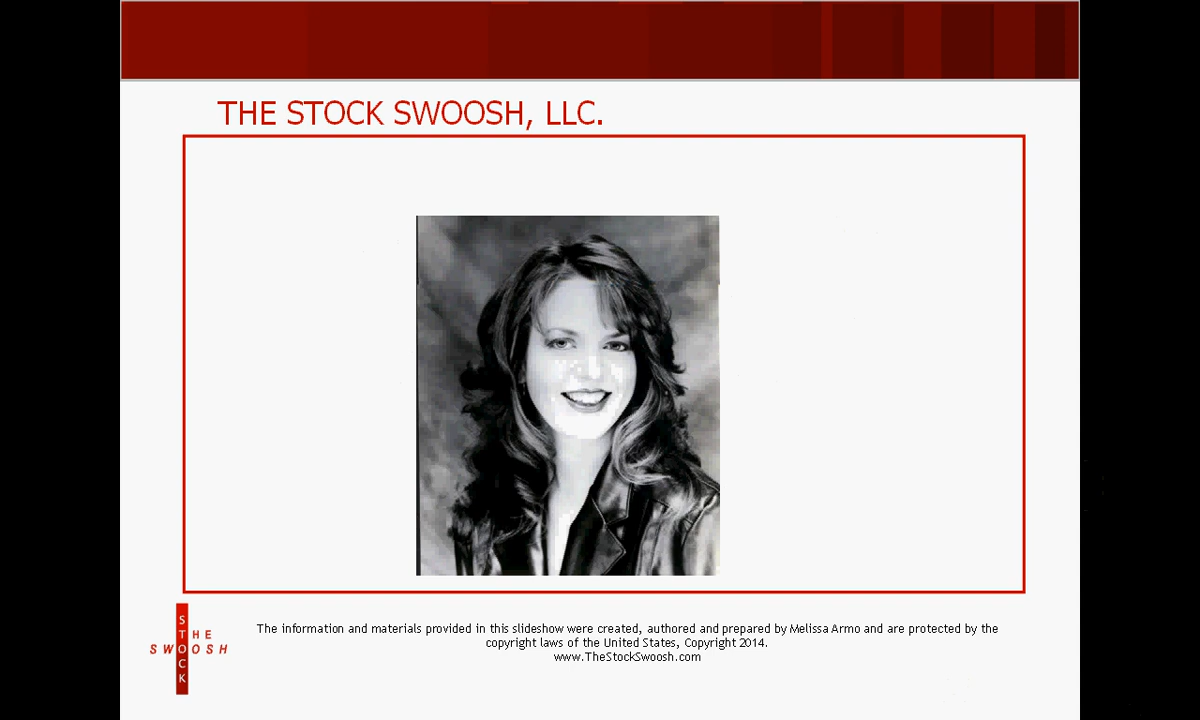 THE STOCK SWOOSH, LLC.
The information and materials provided in this slideshow were created, authored and prepared by Melissa Armo and are protected by the
copyright laws of the United States, Copyright 2014.
www.TheStockSwoosh.com
THE
STOCK
SWOOSH